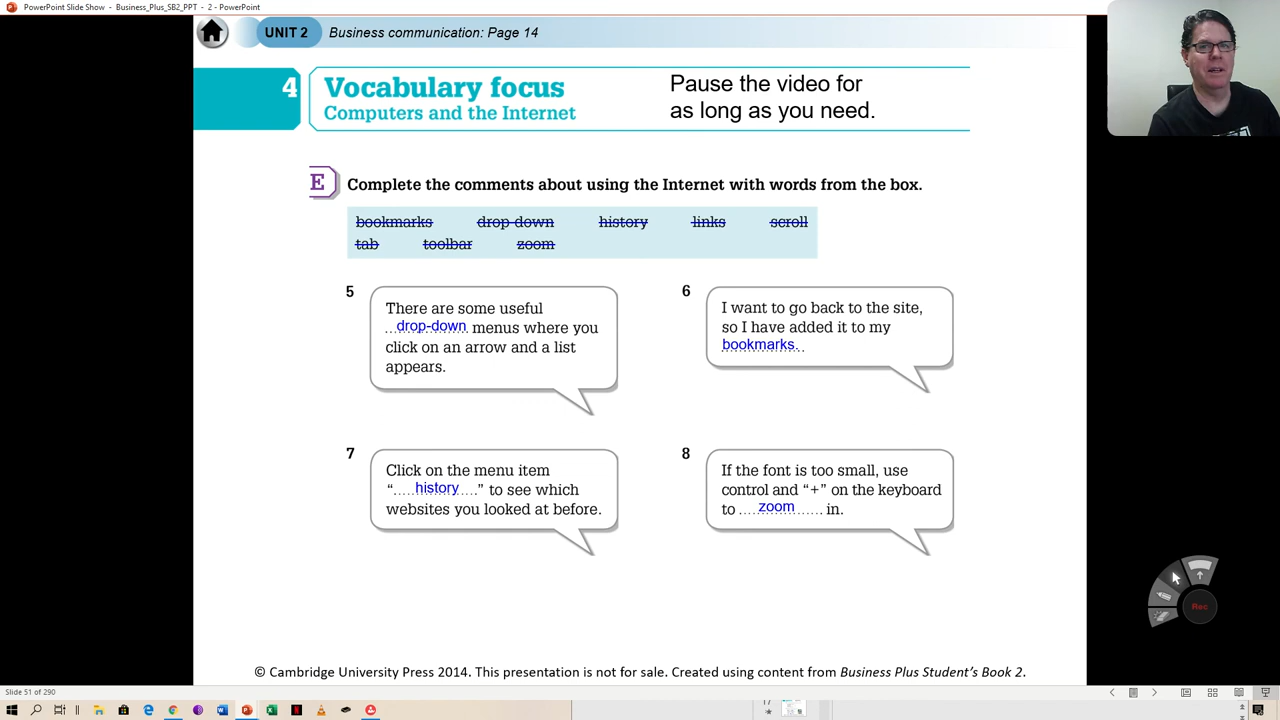 PowerPoint Slide Show - Business_Plus_SB2_PPT - 2 - PowerPoint
UNIT 2
Business communication: Page 14
4
Vocabulary focus
Computers and the Internet
Pause the video for
as long as you need.
E
Complete the comments about using the Internet with words from the box.
bookmarks drop-down history links scroll
tab toolbar zoom
5
There are some useful
drop-down menus where you
click on an arrow and a list
appears.
6
I want to go back to the site,
so I have added it to my
bookmarks.
7
Click on the menu item
“history” to see which
websites you looked at before.
8
If the font is too small, use
control and “+” on the keyboard
to zoom in.
Rec
© Cambridge University Press 2014. This presentation is not for sale. Created using content from Business Plus Student's Book 2.
Slide 51 of 290